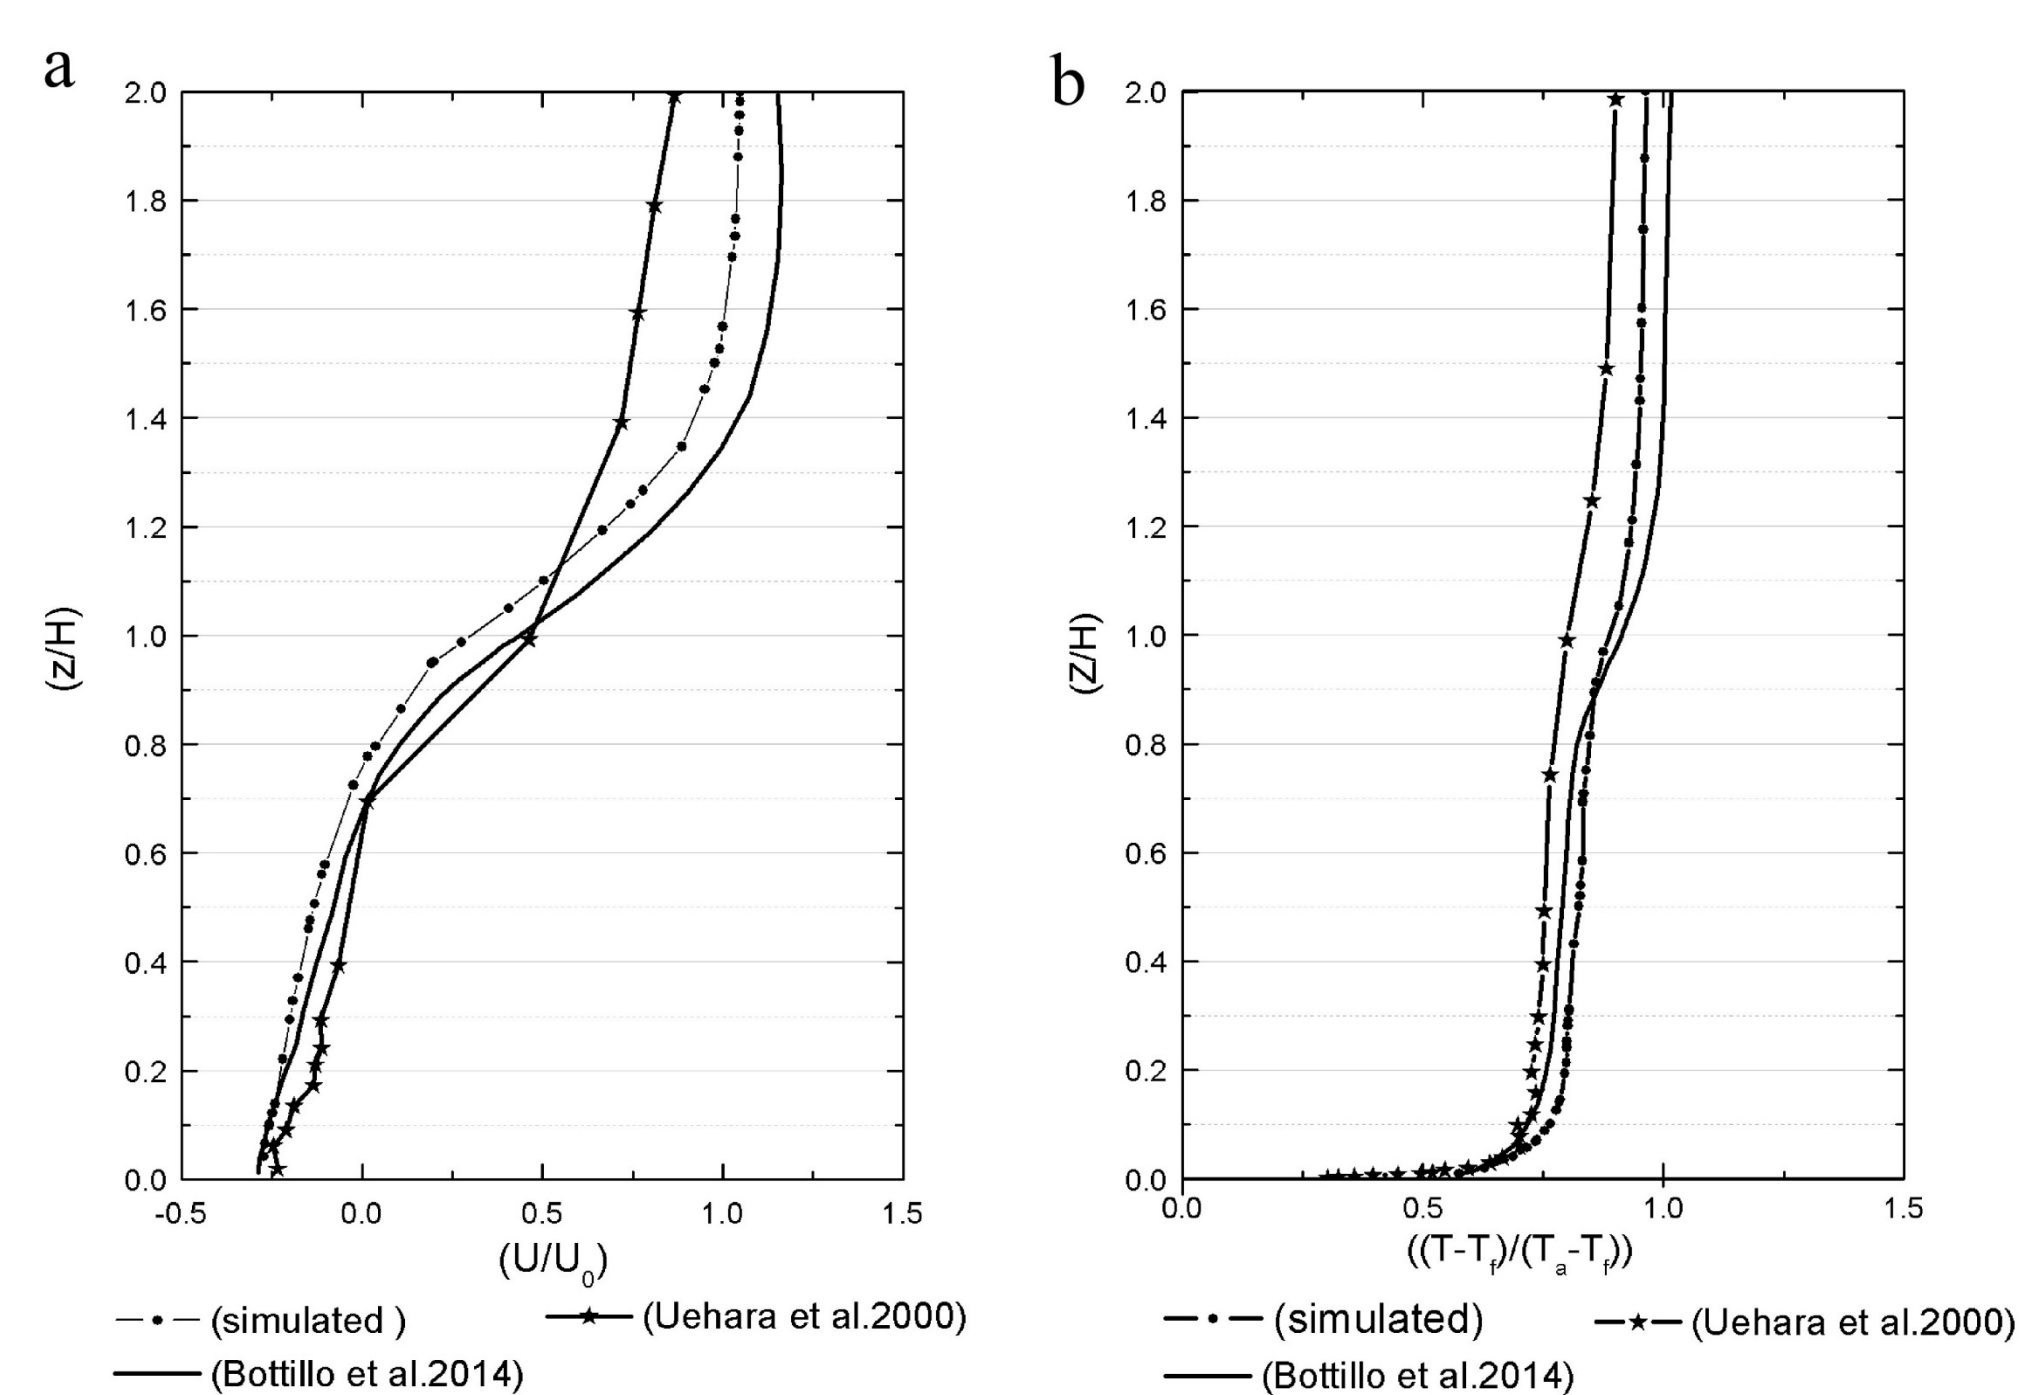 a
2.0
1.8
1.6
1.4
1.2
1.0
0.8
0.6
0.4
0.2
0.0
(z/H)
-0.5 0.0 0.5 1.0 1.5
(U/U0)
(simulated )
(Uehara et al.2000)
(Bottillo et al.2014)
b
2.0
1.8
1.6
1.4
1.2
1.0
0.8
0.6
0.4
0.2
0.0
(Z/H)
0.0 0.5 1.0 1.5
((T-Tf)/(Ta-Tf))
(simulated)
(Uehara et al.2000)
(Bottillo et al.2014)